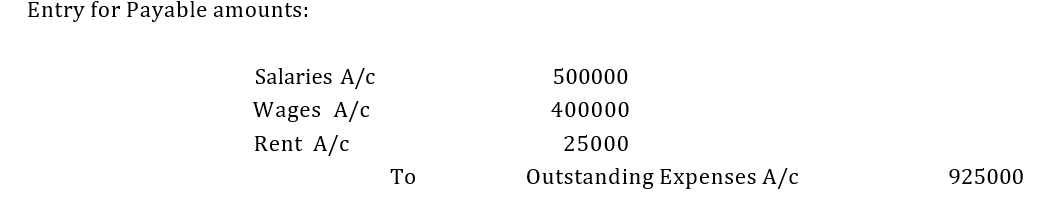 Entry for Payable amounts:
Salaries A/c 500000
Wages A/c 400000
Rent A/c 25000
To Outstanding Expenses A/c 925000